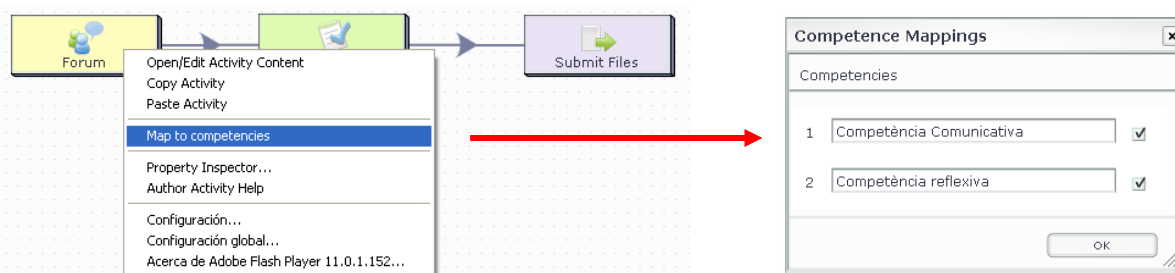 Forum
Submit Files
Open/Edit Activity Content
Copy Activity
Paste Activity
Map to competencies
Property Inspector...
Author Activity Help
Configuración...
Configuración global...
Acerca de Adobe Flash Player 11.0.1.152...
Competence Mappings
Competencies
1 Competència Comunicativa
2 Competència reflexiva
OK